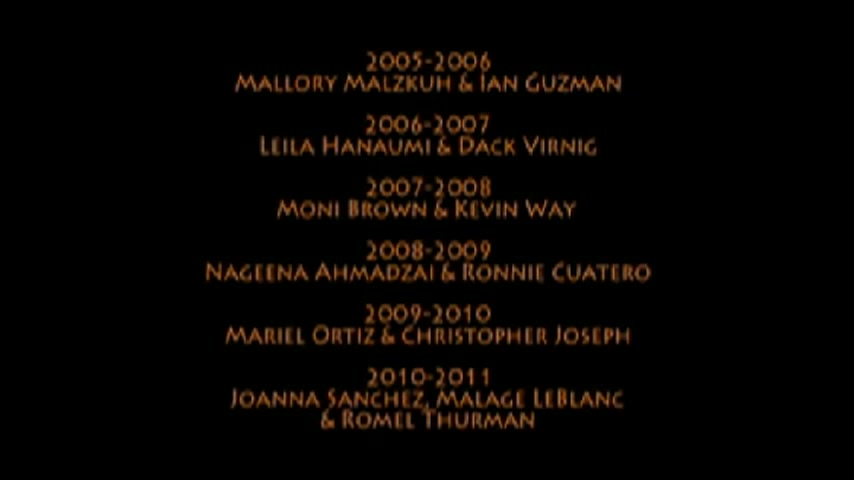 2005-2006
Mallory Malzkuh & Ian Guzman
2006-2007
Leila Hanaumi & Dack Virnig
2007-2008
Moni Brown & Kevin Way
2008-2009
Nageena Ahmadzai & Ronnie Cuatero
2009-2010
Mariel Ortiz & Christopher Joseph
2010-2011
Joanna Sanchez, Malage LeBlanc
& Romel Thurman